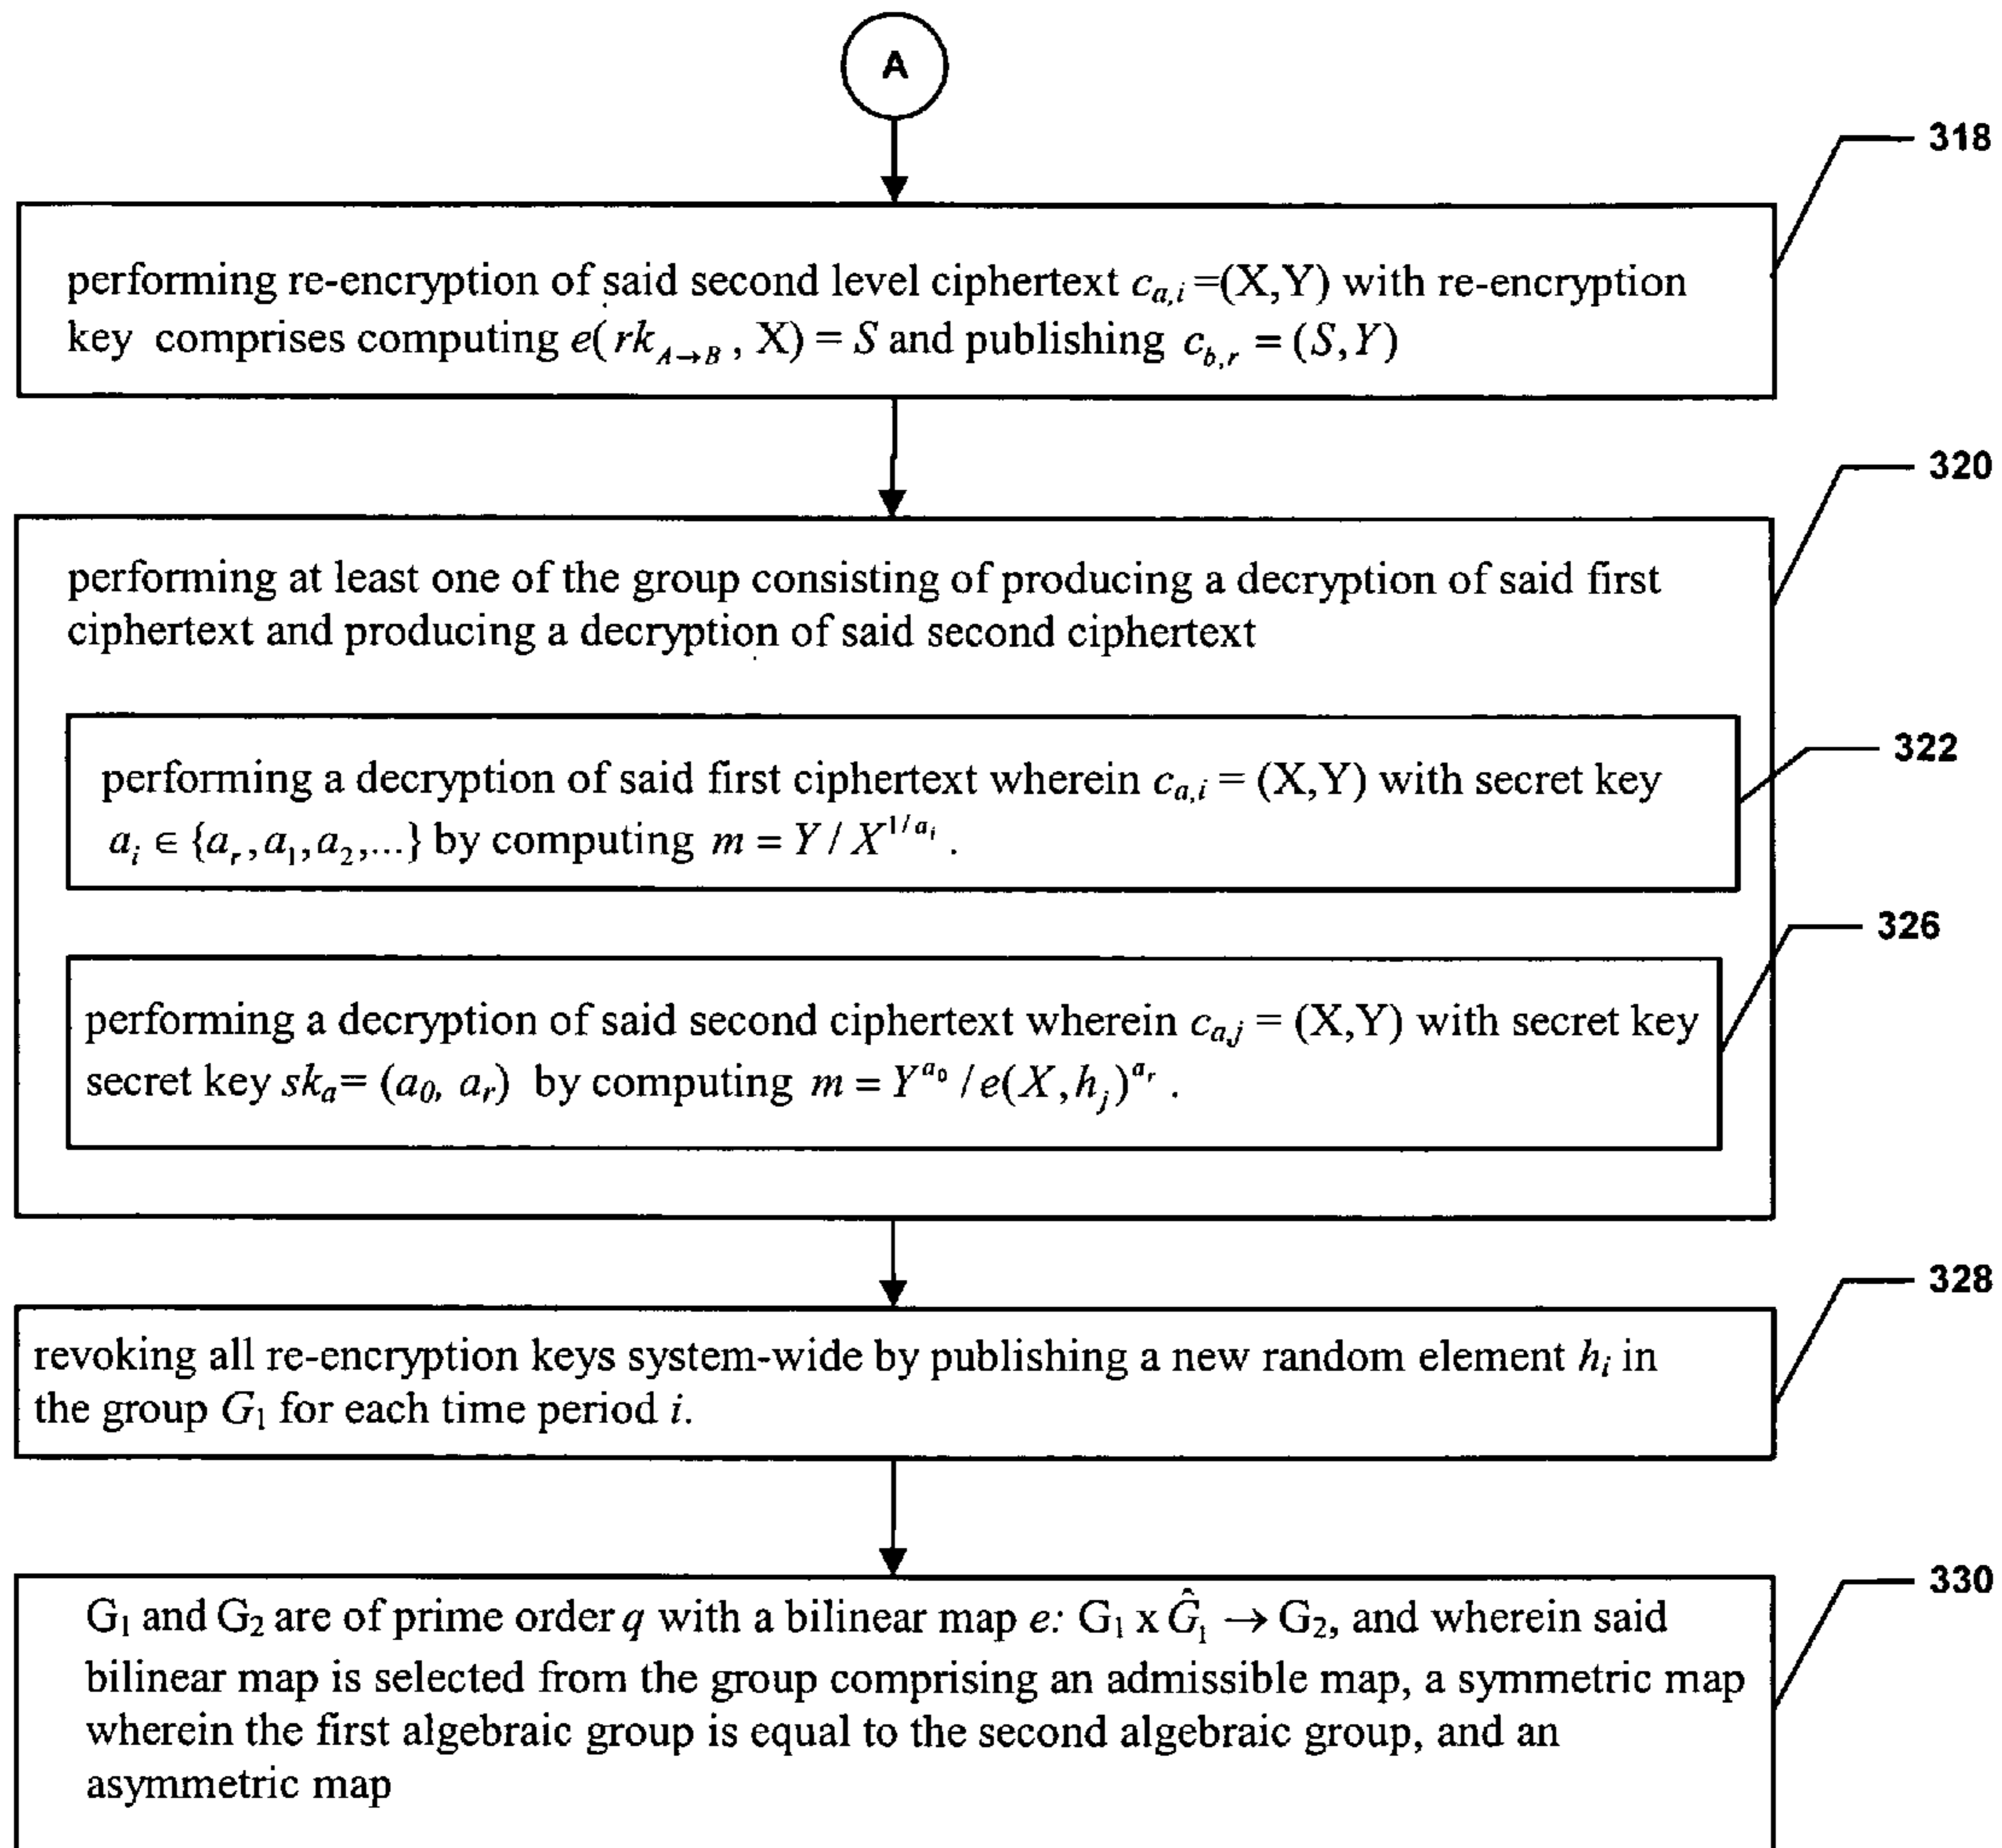 A
318
performing re-encryption of said second level ciphertext c_{a,i} =(X,Y) with re-encryption
key comprises computing e( rk_{A→B} , X) = S and publishing c_{b,r} = (S,Y)
320
performing at least one of the group consisting of producing a decryption of said first
ciphertext and producing a decryption of said second ciphertext
322
performing a decryption of said first ciphertext wherein c_{a,i} = (X,Y) with secret key
a_i ∈ {a_r, a_1, a_2,...} by computing m = Y / X^{1/a_i} .
326
performing a decryption of said second ciphertext wherein c_{a,j} = (X,Y) with secret key
secret key sk_a = (a_0, a_r) by computing m = Y^{a_0} / e(X, h_j)^{a_r} .
328
revoking all re-encryption keys system-wide by publishing a new random element h_i in
the group G_1 for each time period i.
330
G_1 and G_2 are of prime order q with a bilinear map e: G_1 x Ĝ_1 → G_2, and wherein said
bilinear map is selected from the group comprising an admissible map, a symmetric map
wherein the first algebraic group is equal to the second algebraic group, and an
asymmetric map